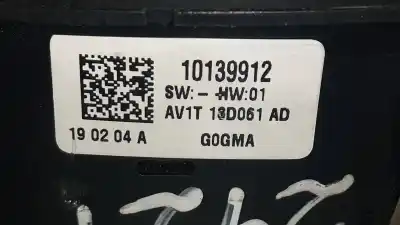 10139912
SW:- HW:01
AV1T 13D061 AD
19 02 04 A
G0GMA